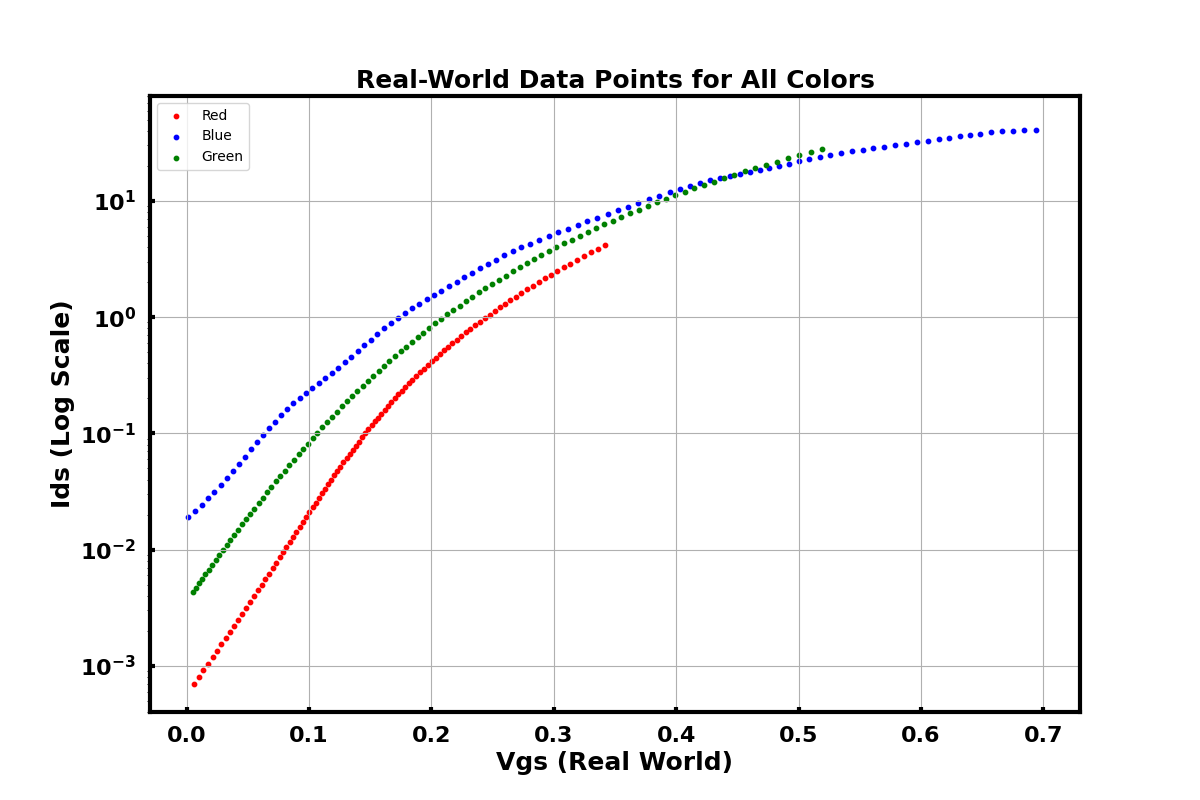 Real-World Data Points for All Colors
Red
Blue
Green
10¹
10⁰
10⁻¹
10⁻²
10⁻³
Ids (Log Scale)
0.0 0.1 0.2 0.3 0.4 0.5 0.6 0.7
Vgs (Real World)